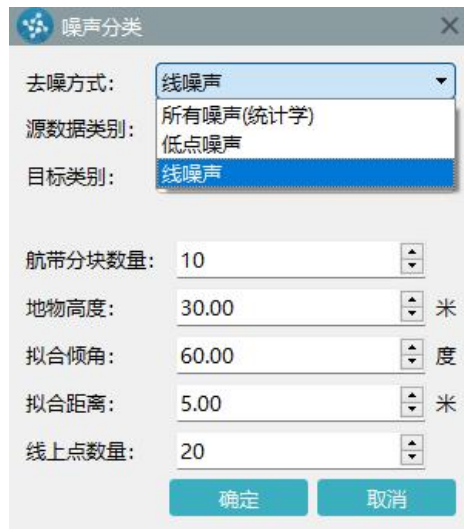 噪声分类
去噪方式： 线噪声
所有噪声(统计学)
源数据类别：
低点噪声
线噪声
目标类别：
航带分块数量： 10
地物高度： 30.00 米
拟合倾角： 60.00 度
拟合距离： 5.00 米
线上点数量： 20
确定 取消